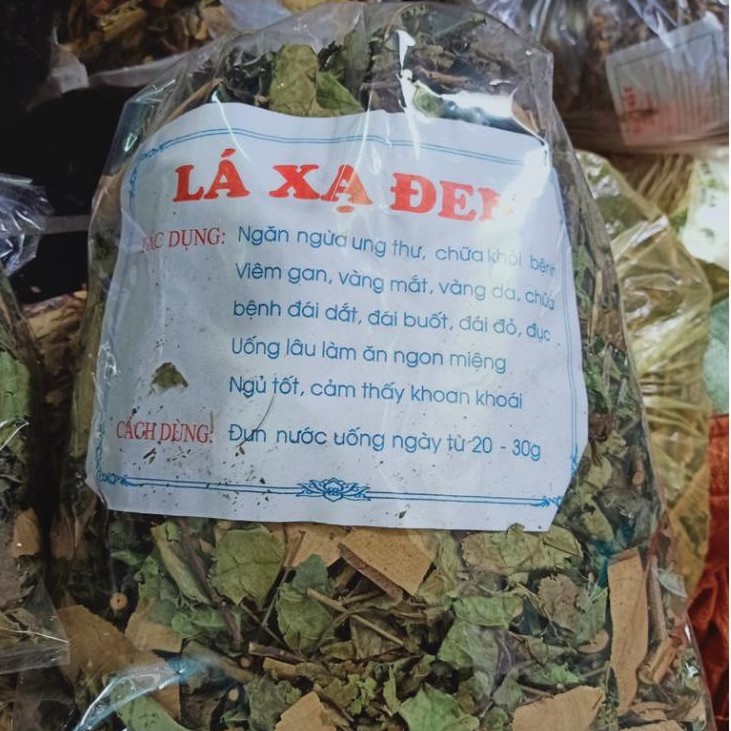 LÁ XẠ ĐEN
TÁC DỤNG: Ngăn ngừa ung thư, chữa khỏi bệnh
Viêm gan, vàng mắt, vàng da, chữa
bệnh đái dắt, đái buốt, đái đỏ, đục
Uống lâu làm ăn ngon miệng
Ngủ tốt, cảm thấy khoan khoái
CÁCH DÙNG: Đun nước uống ngày từ 20 - 30g